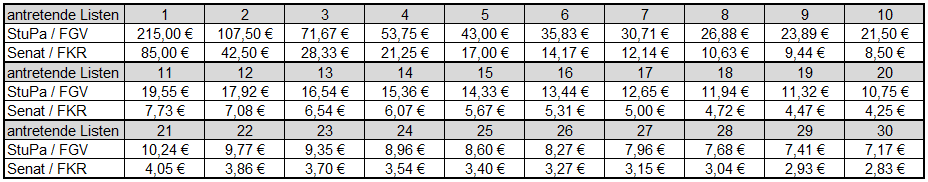 antretende Listen 1 2 3 4 5 6 7 8 9 10
StuPa / FGV 215,00 € 107,50 € 71,67 € 53,75 € 43,00 € 35,83 € 30,71 € 26,88 € 23,89 € 21,50 €
Senat / FKR 85,00 € 42,50 € 28,33 € 21,25 € 17,00 € 14,17 € 12,14 € 10,63 € 9,44 € 8,50 €
antretende Listen 11 12 13 14 15 16 17 18 19 20
StuPa / FGV 19,55 € 17,92 € 16,54 € 15,36 € 14,33 € 13,44 € 12,65 € 11,94 € 11,32 € 10,75 €
Senat / FKR 7,73 € 7,08 € 6,54 € 6,07 € 5,67 € 5,31 € 5,00 € 4,72 € 4,47 € 4,25 €
antretende Listen 21 22 23 24 25 26 27 28 29 30
StuPa / FGV 10,24 € 9,77 € 9,35 € 8,96 € 8,60 € 8,27 € 7,96 € 7,68 € 7,41 € 7,17 €
Senat / FKR 4,05 € 3,86 € 3,70 € 3,54 € 3,40 € 3,27 € 3,15 € 3,04 € 2,93 € 2,83 €